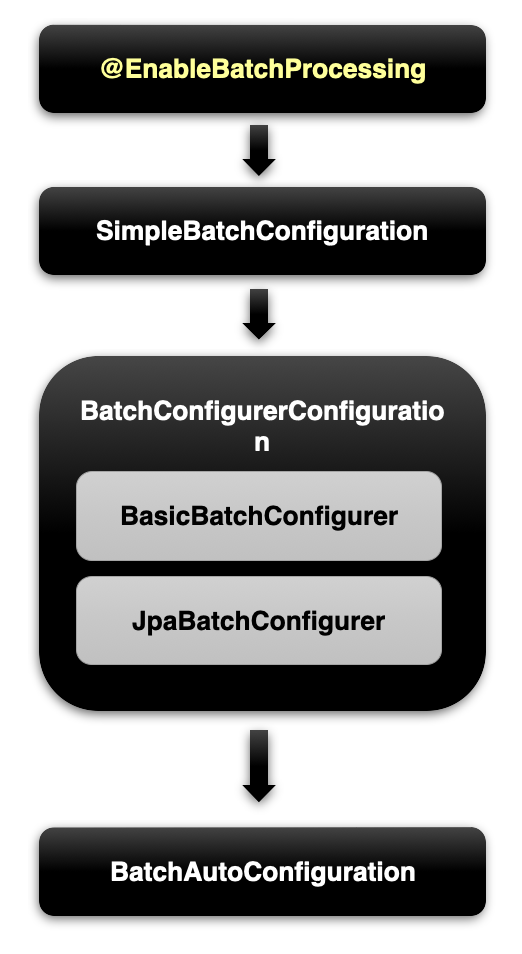 @EnableBatchProcessing
SimpleBatchConfiguration
BatchConfigurerConfiguratio
n
BasicBatchConfigurer
JpaBatchConfigurer
BatchAutoConfiguration